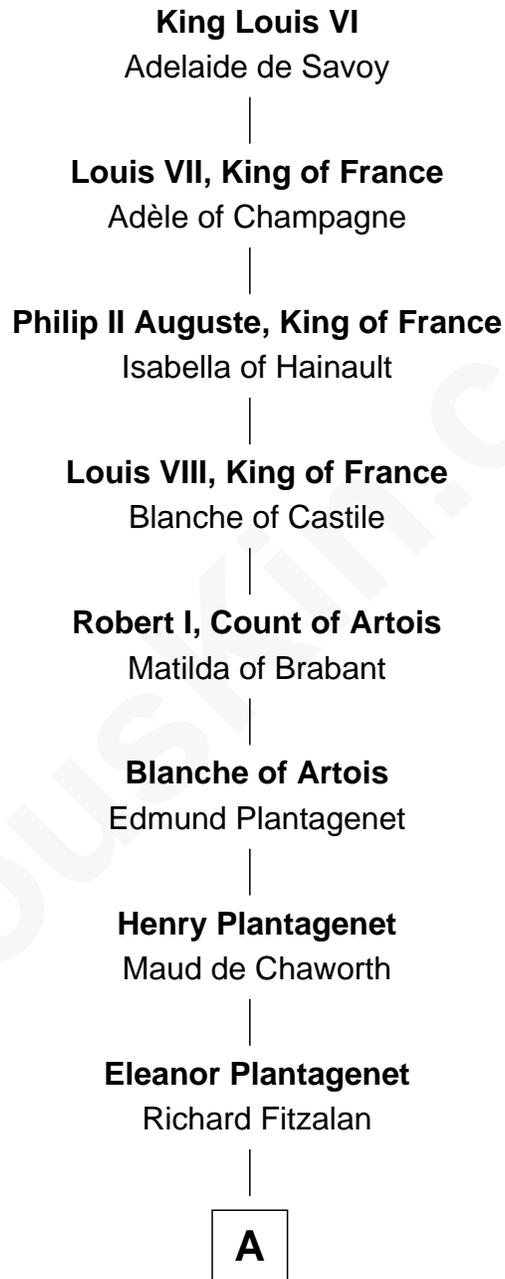 King Louis VI
Adelaide de Savoy
Louis VII, King of France
Adèle of Champagne
Philip II Auguste, King of France
Isabella of Hainault
Louis VIII, King of France
Blanche of Castile
Robert I, Count of Artois
Matilda of Brabant
Blanche of Artois
Edmund Plantagenet
Henry Plantagenet
Maud de Chaworth
Eleanor Plantagenet
Richard Fitzalan
A